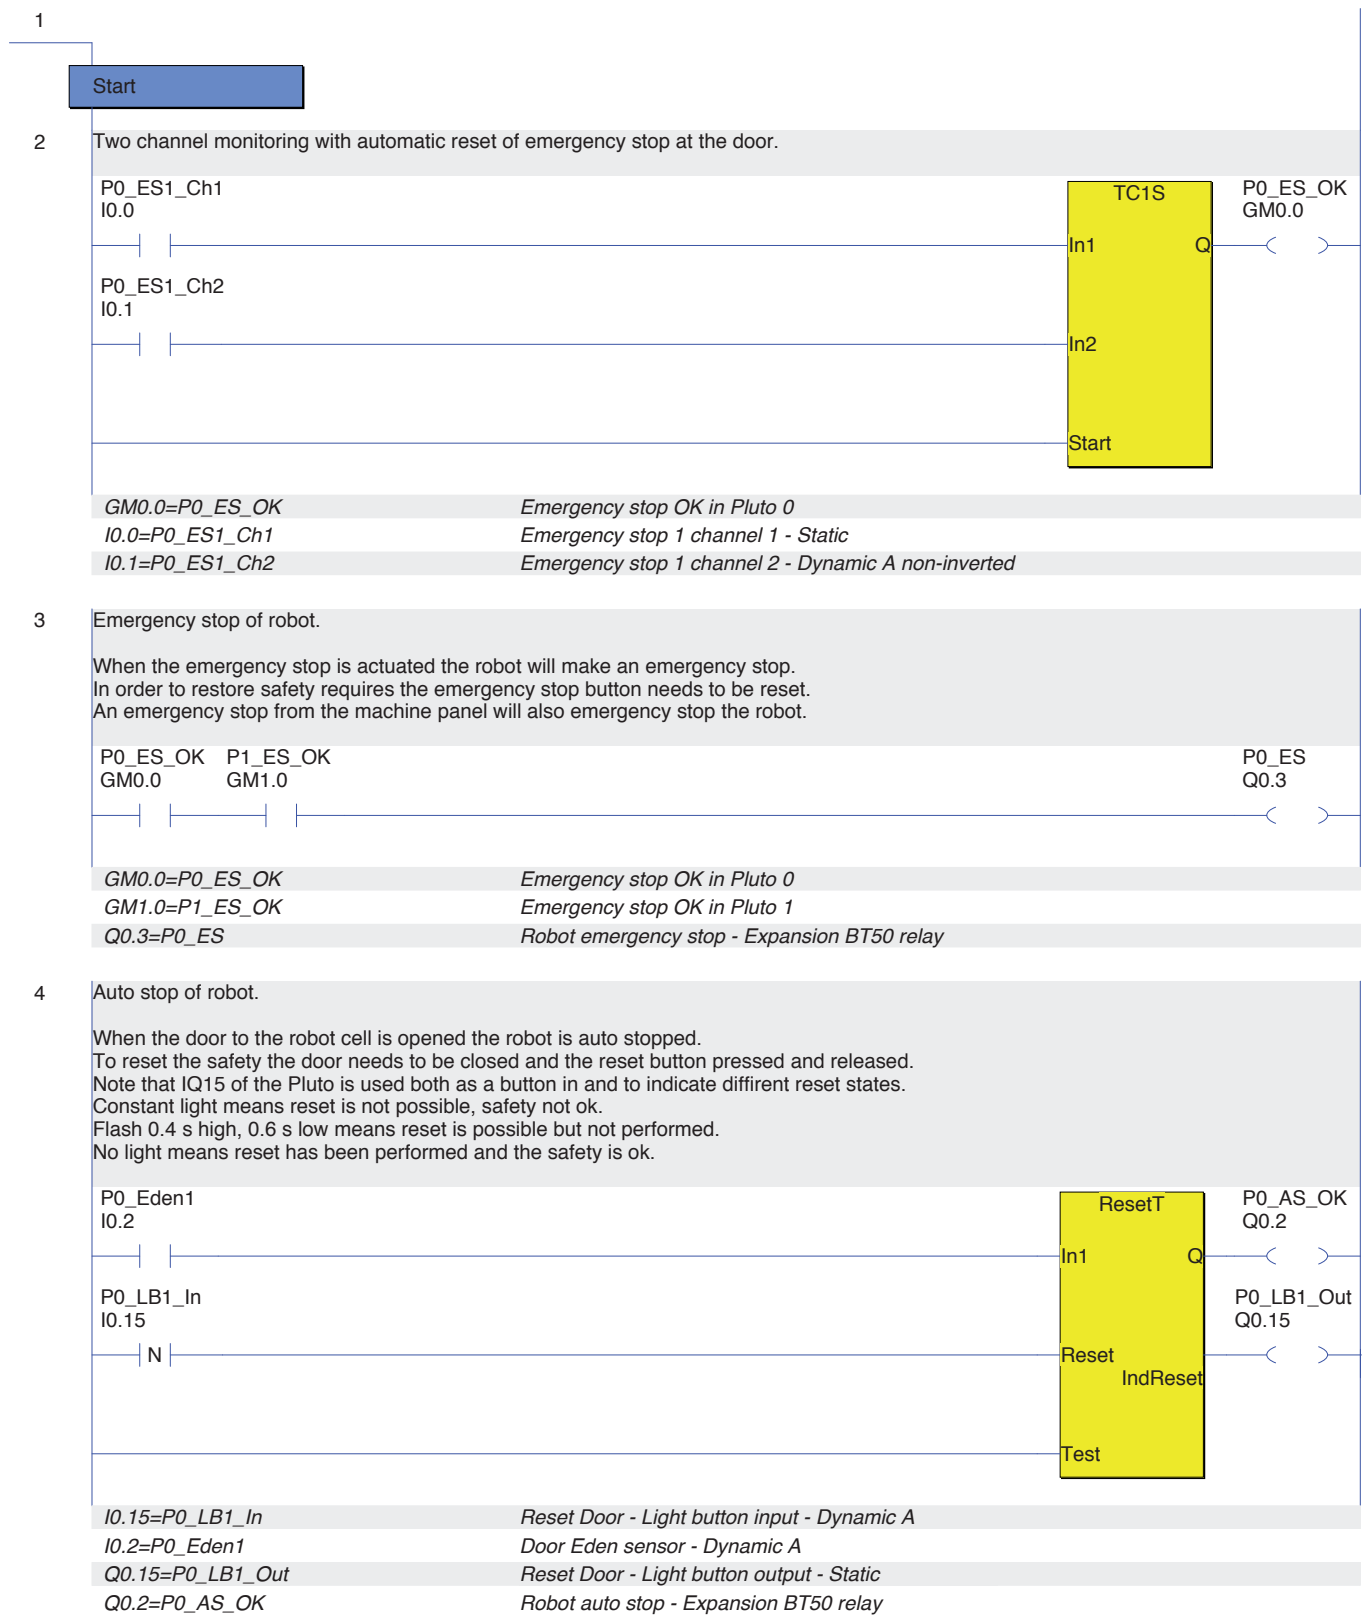 1
Start
2 Two channel monitoring with automatic reset of emergency stop at the door.
P0_ES1_Ch1 TC1S P0_ES_OK
I0.0 GM0.0
In1 Q
P0_ES1_Ch2
I0.1
In2
Start
GM0.0=P0_ES_OK Emergency stop OK in Pluto 0
I0.0=P0_ES1_Ch1 Emergency stop 1 channel 1 - Static
I0.1=P0_ES1_Ch2 Emergency stop 1 channel 2 - Dynamic A non-inverted
3 Emergency stop of robot.
When the emergency stop is actuated the robot will make an emergency stop.
In order to restore safety requires the emergency stop button needs to be reset.
An emergency stop from the machine panel will also emergency stop the robot.
P0_ES_OK P1_ES_OK P0_ES
GM0.0 GM1.0 Q0.3
GM0.0=P0_ES_OK Emergency stop OK in Pluto 0
GM1.0=P1_ES_OK Emergency stop OK in Pluto 1
Q0.3=P0_ES Robot emergency stop - Expansion BT50 relay
4 Auto stop of robot.
When the door to the robot cell is opened the robot is auto stopped.
To reset the safety the door needs to be closed and the reset button pressed and released.
Note that IQ15 of the Pluto is used both as a button in and to indicate diffirent reset states.
Constant light means reset is not possible, safety not ok.
Flash 0.4 s high, 0.6 s low means reset is possible but not performed.
No light means reset has been performed and the safety is ok.
P0_Eden1 ResetT P0_AS_OK
I0.2 Q0.2
In1 Q
P0_LB1_In P0_LB1_Out
I0.15 Q0.15
N Reset
IndReset
Test
I0.15=P0_LB1_In Reset Door - Light button input - Dynamic A
I0.2=P0_Eden1 Door Eden sensor - Dynamic A
Q0.15=P0_LB1_Out Reset Door - Light button output - Static
Q0.2=P0_AS_OK Robot auto stop - Expansion BT50 relay